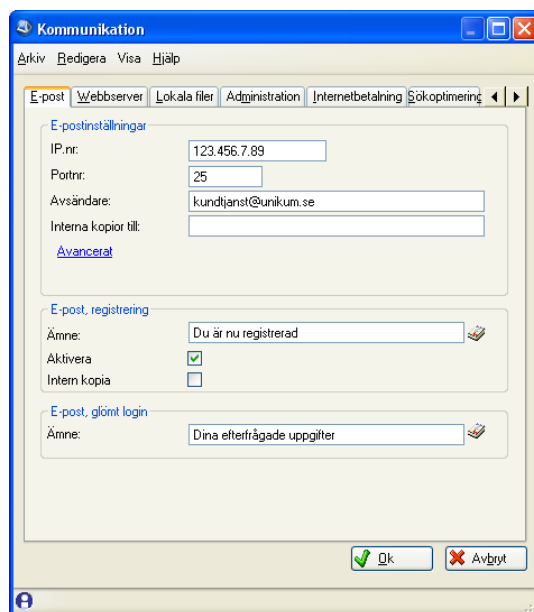 Kommunikation
Arkiv Redigera Visa Hjälp
E-post Webbserver Lokala filer Administration Internetbetalning Sökoptimering
E-postinställningar
IP.nr: 123.456.7.89
Portnr: 25
Avsändare: kundtjanst@unikum.se
Interna kopior till:
Avancerat
E-post, registrering
Ämne: Du är nu registrerad
Aktivera
Intern kopia
E-post, glömt login
Ämne: Dina efterfrågade uppgifter
Ok Avbryt